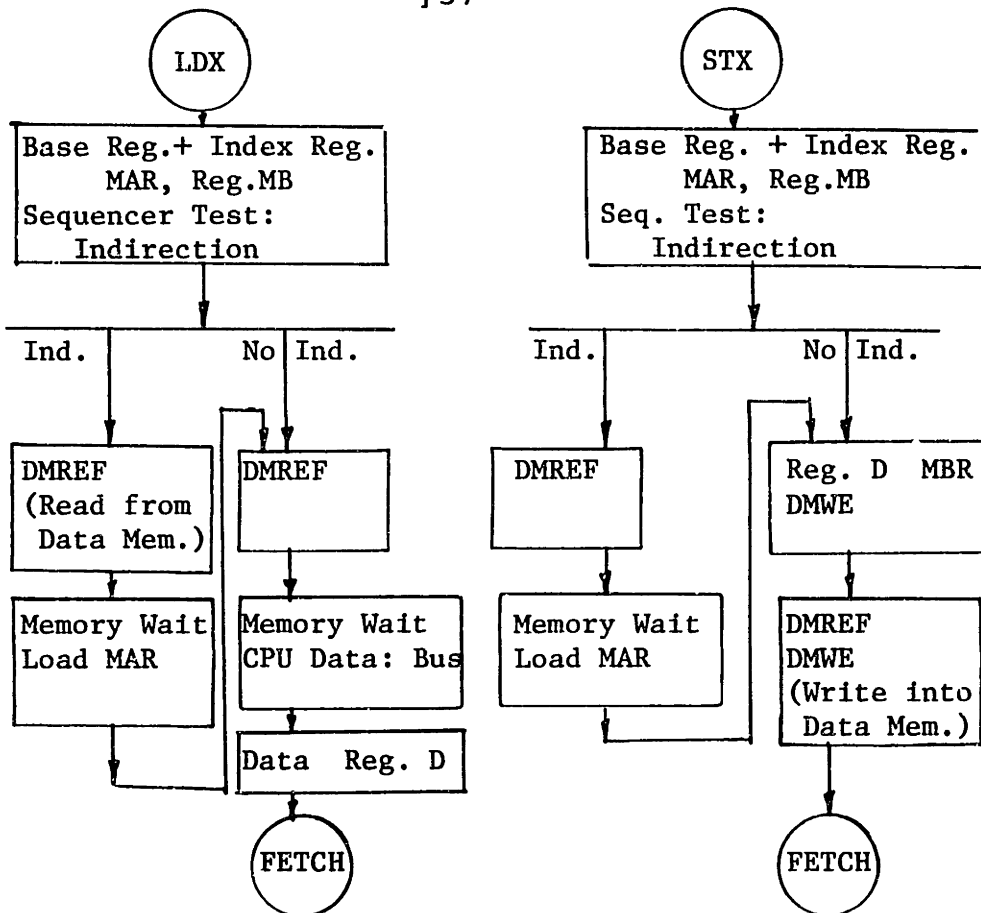 LDX
Base Reg.+ Index Reg.
MAR, Reg.MB
Sequencer Test:
Indirection
Ind.
No Ind.
DMREF
(Read from
Data Mem.)
Memory Wait
Load MAR
DMREF
Memory Wait
CPU Data: Bus
Data Reg. D
FETCH
STX
Base Reg. + Index Reg.
MAR, Reg.MB
Seq. Test:
Indirection
Ind.
No Ind.
DMREF
Memory Wait
Load MAR
Reg. D MBR
DMWE
DMREF
DMWE
(Write into
Data Mem.)
FETCH